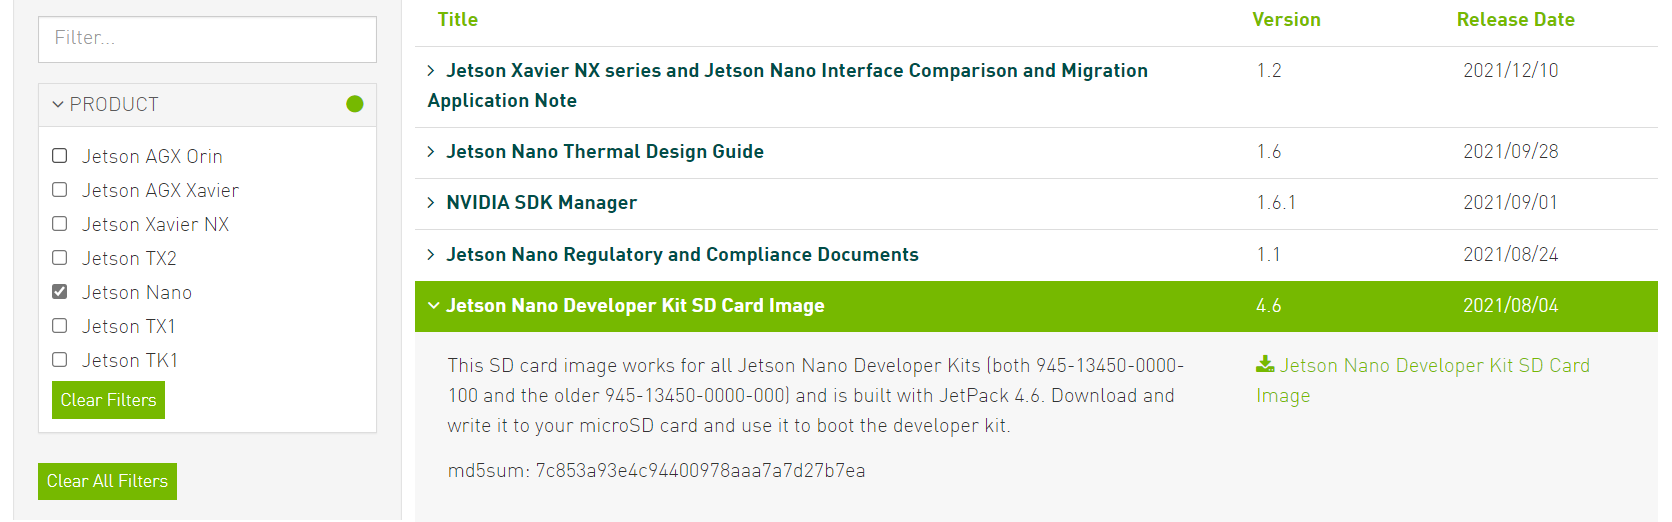 Filter...
PRODUCT
Jetson AGX Orin
Jetson AGX Xavier
Jetson Xavier NX
Jetson TX2
Jetson Nano
Jetson TX1
Jetson TK1
Clear Filters
Clear All Filters
Title Version Release Date
Jetson Xavier NX series and Jetson Nano Interface Comparison and Migration 1.2 2021/12/10
Application Note
Jetson Nano Thermal Design Guide 1.6 2021/09/28
NVIDIA SDK Manager 1.6.1 2021/09/01
Jetson Nano Regulatory and Compliance Documents 1.1 2021/08/24
Jetson Nano Developer Kit SD Card Image 4.6 2021/08/04
This SD card image works for all Jetson Nano Developer Kits (both 945-13450-0000-
100 and the older 945-13450-0000-000) and is built with JetPack 4.6. Download and
write it to your microSD card and use it to boot the developer kit.
md5sum: 7c853a93e4c94400978aaa7a7d27b7ea
Jetson Nano Developer Kit SD Card
Image